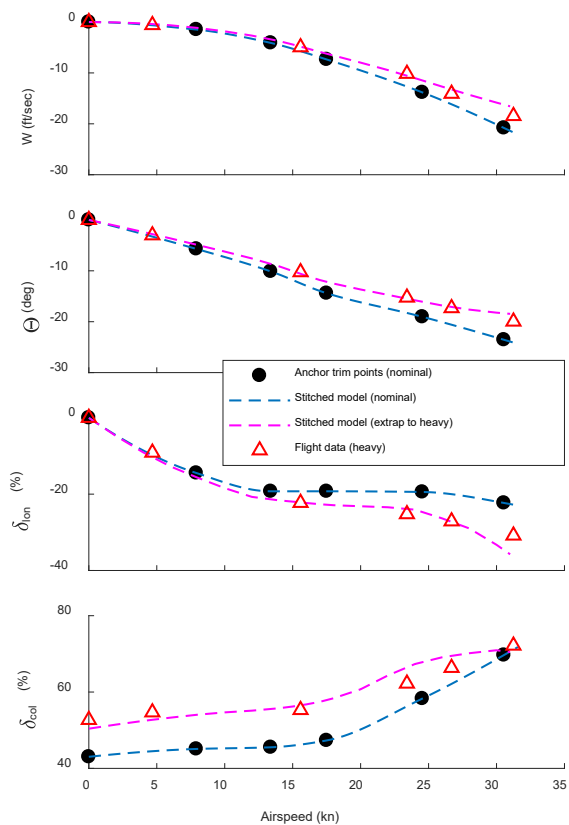 0
-10
-20
-30
W (ft/sec)
0
-10
-20
-30
Θ (deg)
Anchor trim points (nominal)
Stitched model (nominal)
Stitched model (extrap to heavy)
Flight data (heavy)
0
-20
-40
δlon (%)
80
60
40
δcol (%)
0 5 10 15 20 25 30 35
Airspeed (kn)